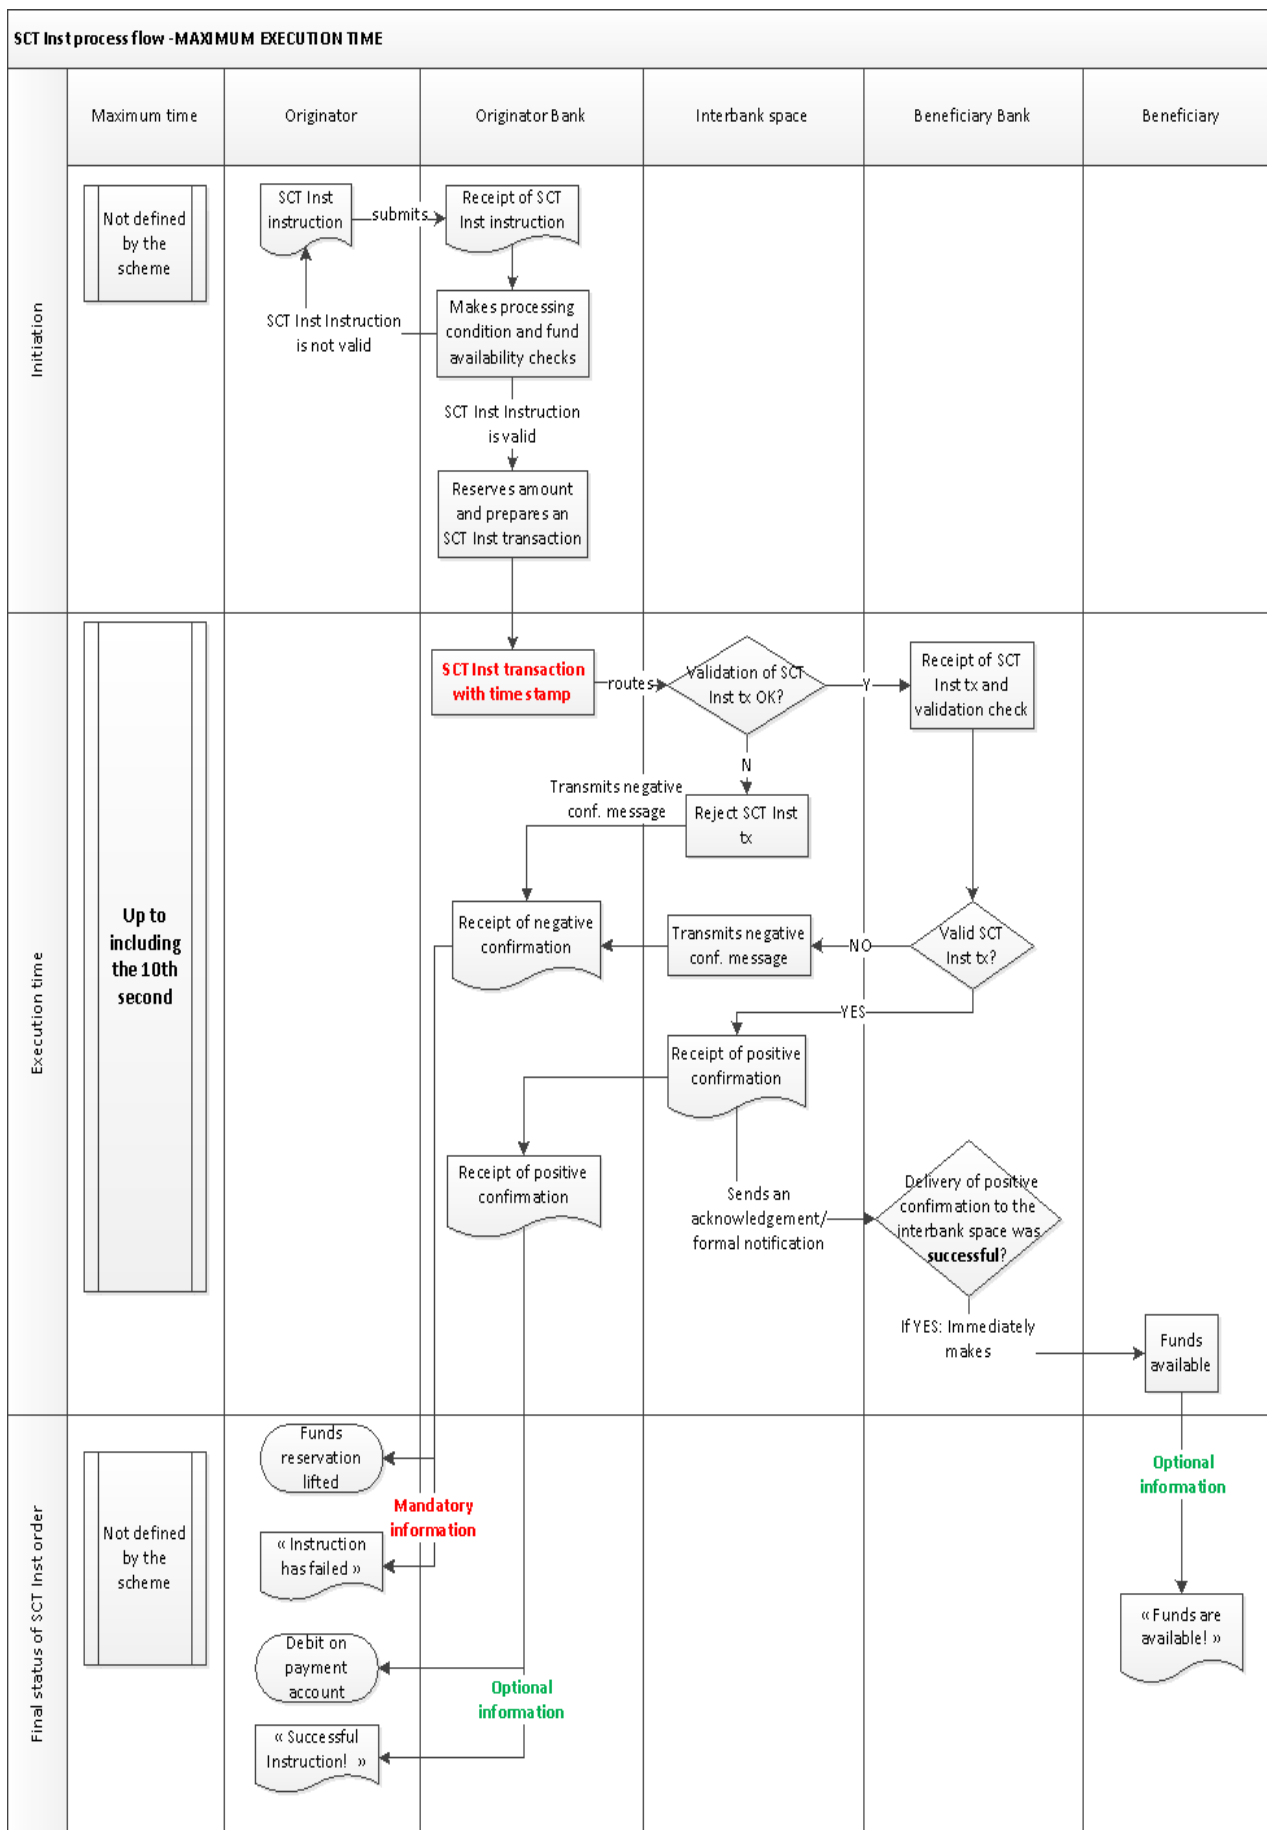 SCT Inst process flow -MAXIMUM EXECUTION TIME
Maximum time
Originator
Originator Bank
Interbank space
Beneficiary Bank
Beneficiary
Initiation
Not defined
by the
scheme
SCT Inst
instruction
submits
Receipt of SCT
Inst instruction
Makes processing
condition and fund
availability checks
SCT Inst Instruction
is not valid
SCT Inst Instruction
is valid
Reserves amount
and prepares an
SCT Inst transaction
Execution time
Up to
including
the 10th
second
SCT Inst transaction
with time stamp
routes
Validation of SCT
Inst tx OK?
Y
Receipt of SCT
Inst tx and
validation check
N
Transmits negative
conf. message
Reject SCT Inst
tx
Receipt of negative
confirmation
Transmits negative
conf. message
NO
Valid SCT
Inst tx?
YES
Receipt of positive
confirmation
Receipt of positive
confirmation
Sends an
acknowledgement/
formal notification
Delivery of positive
confirmation to the
interbank space was
successful?
If YES: Immediately
makes
Funds
available
Final status of SCT Inst order
Not defined
by the
scheme
Funds
reservation
lifted
Mandatory
information
« Instruction
has failed »
Debit on
payment
account
Optional
information
« Successful
Instruction! »
Optional
information
« Funds are
available! »